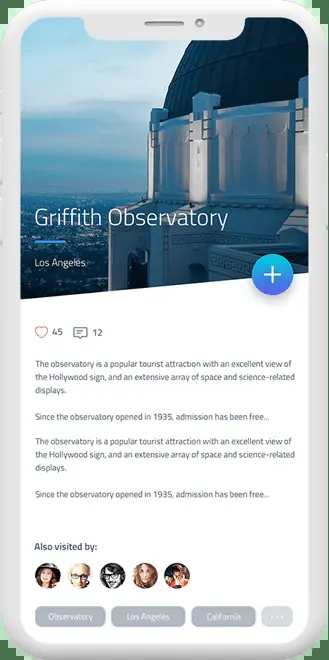 Griffith Observatory
Los Angeles
45 12
The observatory is a popular tourist attraction with an excellent view of
the Hollywood sign, and an extensive array of space and science-related
displays.
Since the observatory opened in 1935, admission has been free...
The observatory is a popular tourist attraction with an excellent view of
the Hollywood sign, and an extensive array of space and science-related
displays.
Since the observatory opened in 1935, admission has been free...
Also visited by:
Observatory Los Angeles California ...